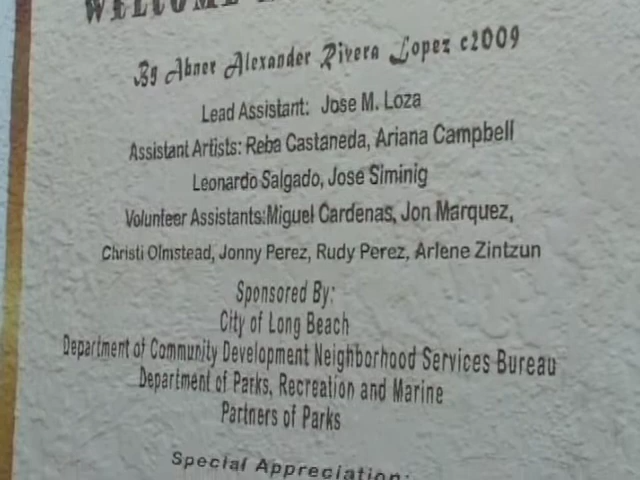 WELCOME
By Abner Alexander Rivera Lopez c2009
Lead Assistant: Jose M. Loza
Assistant Artists: Reba Castaneda, Ariana Campbell
Leonardo Salgado, Jose Siminig
Volunteer Assistants:Miguel Cardenas, Jon Marquez,
Christi Olmstead, Jonny Perez, Rudy Perez, Arlene Zintzun
Sponsored By:
City of Long Beach
Department of Community Development Neighborhood Services Bureau
Department of Parks, Recreation and Marine
Partners of Parks
Special Appreciation: